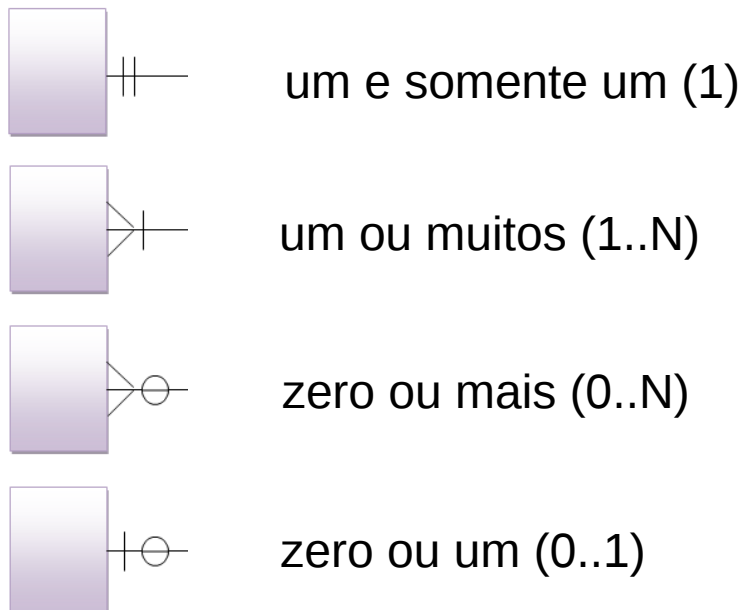 um e somente um (1)
um ou muitos (1..N)
zero ou mais (0..N)
zero ou um (0..1)